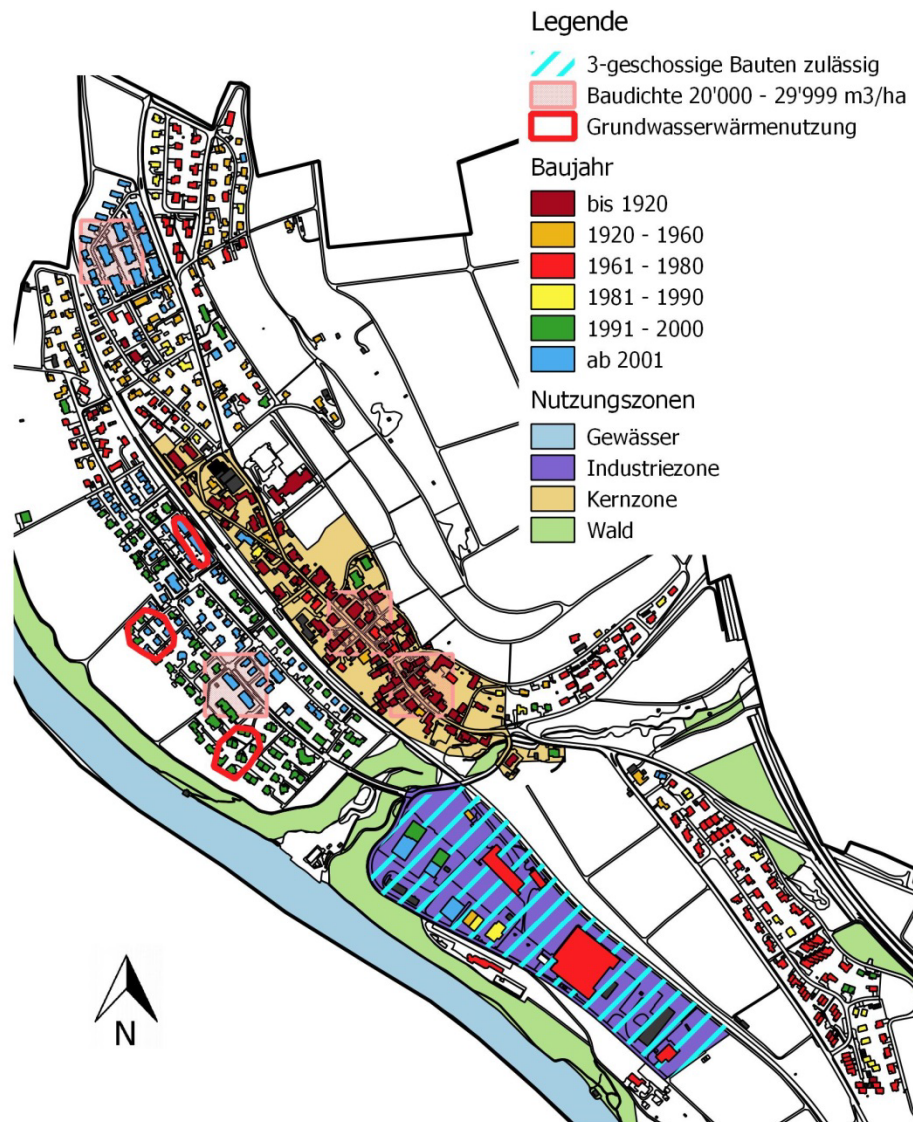 Legende
3-geschossige Bauten zulässig
Baudichte 20'000 - 29'999 m3/ha
Grundwasserwärmenutzung
Baujahr
bis 1920
1920 - 1960
1961 - 1980
1981 - 1990
1991 - 2000
ab 2001
Nutzungszonen
Gewässer
Industriezone
Kernzone
Wald
N